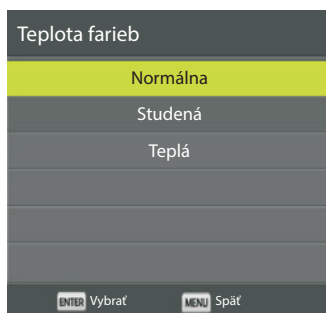 Teplota farieb
Normálna
Studená
Teplá
ENTER Vybrať MENU Späť